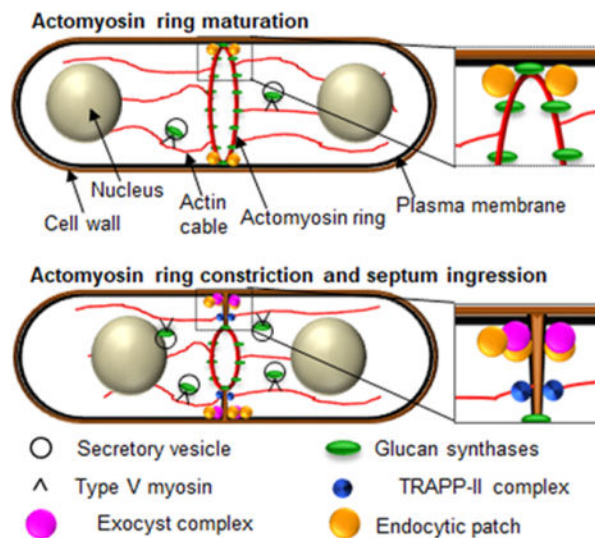 Actomyosin ring maturation
Nucleus
Cell wall
Actin
cable
Actomyosin ring
Plasma membrane
Actomyosin ring constriction and septum ingression
Secretory vesicle
Glucan synthases
Type V myosin
TRAPP-II complex
Exocyst complex
Endocytic patch